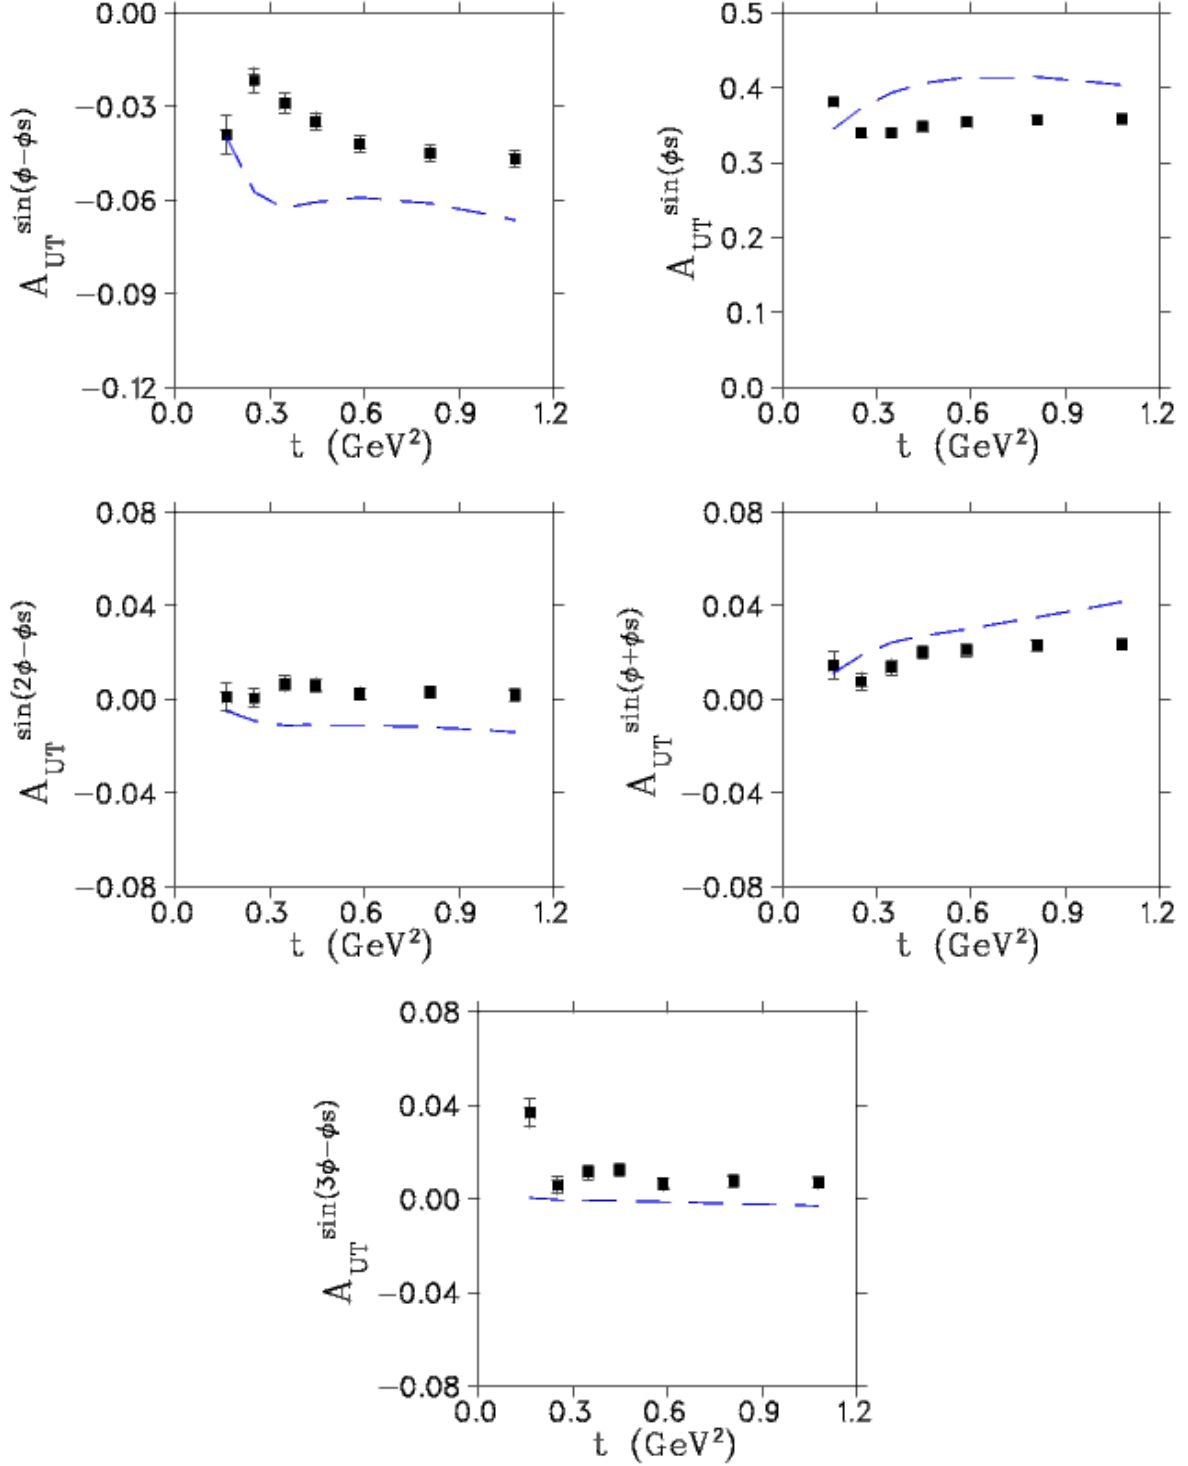 0.00
−0.03
−0.06
−0.09
−0.12
A_UT^sin(ϕ−ϕs)
0.0 0.3 0.6 0.9 1.2
t (GeV²)
0.5
0.4
0.3
0.2
0.1
0.0
A_UT^sin(ϕs)
0.0 0.3 0.6 0.9 1.2
t (GeV²)
0.08
0.04
0.00
−0.04
−0.08
A_UT^sin(2ϕ−ϕs)
0.0 0.3 0.6 0.9 1.2
t (GeV²)
0.08
0.04
0.00
−0.04
−0.08
A_UT^sin(ϕ+ϕs)
0.0 0.3 0.6 0.9 1.2
t (GeV²)
0.08
0.04
0.00
−0.04
−0.08
A_UT^sin(3ϕ−ϕs)
0.0 0.3 0.6 0.9 1.2
t (GeV²)